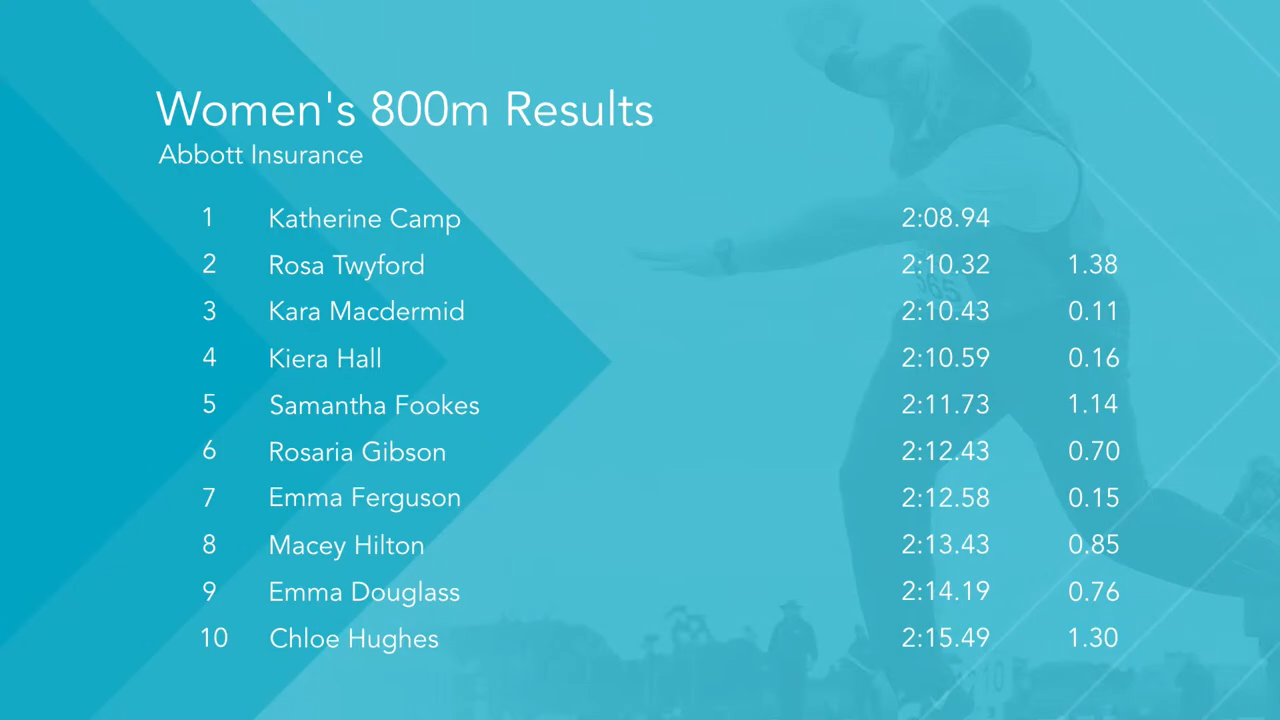 Women's 800m Results
Abbott Insurance
1 Katherine Camp 2:08.94
2 Rosa Twyford 2:10.32 1.38
3 Kara Macdermid 2:10.43 0.11
4 Kiera Hall 2:10.59 0.16
5 Samantha Fookes 2:11.73 1.14
6 Rosaria Gibson 2:12.43 0.70
7 Emma Ferguson 2:12.58 0.15
8 Macey Hilton 2:13.43 0.85
9 Emma Douglass 2:14.19 0.76
10 Chloe Hughes 2:15.49 1.30